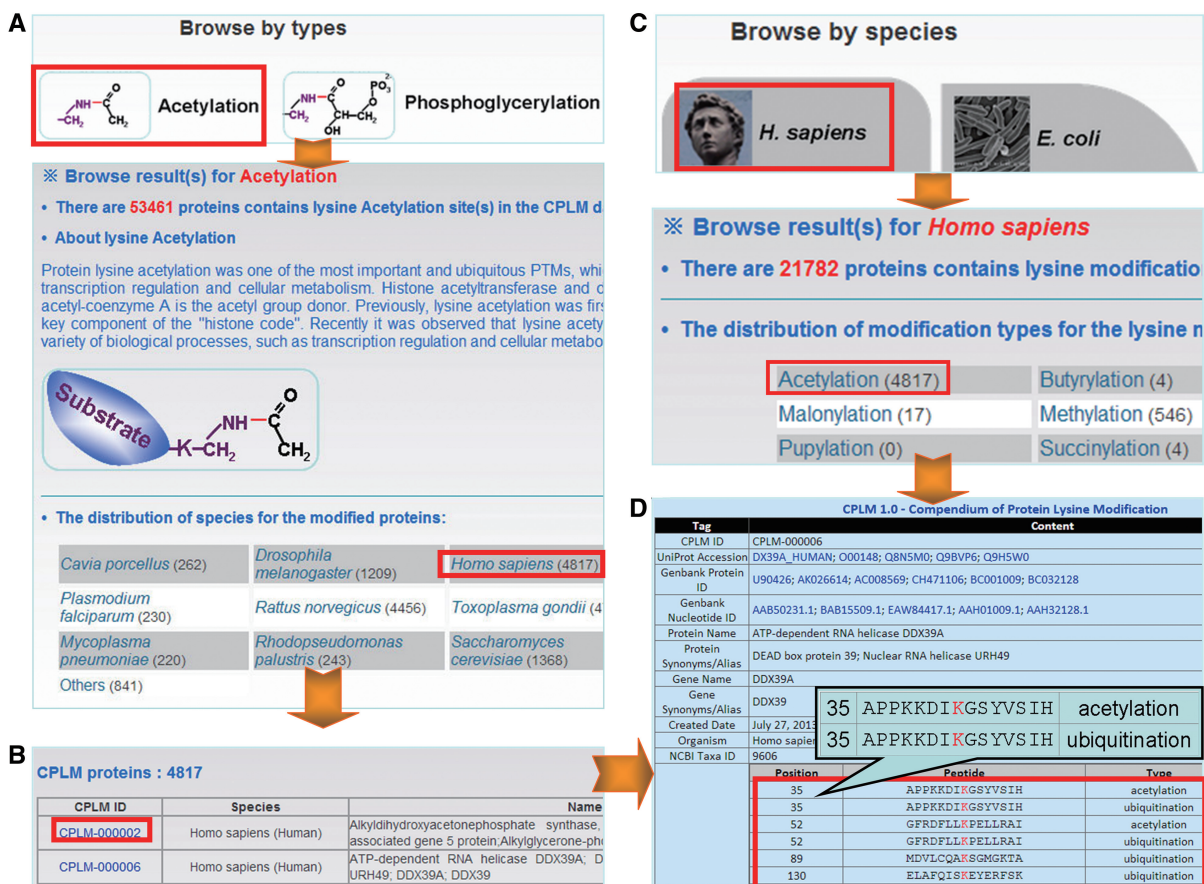 A
Browse by types
NH
O
CH₂
CH₂
Acetylation
NH
O
PO₃²⁻
O
CH₂
CH-CH₂
OH
Phosphoglycerylation
※ Browse result(s) for Acetylation
• There are 53461 proteins contains lysine Acetylation site(s) in the CPLM d
• About lysine Acetylation
Protein lysine acetylation was one of the most important and ubiquitous PTMs, whi
transcription regulation and cellular metabolism. Histone acetyltransferase and d
acetyl-coenzyme A is the acetyl group donor. Previously, lysine acetylation was firs
key component of the "histone code". Recently it was observed that lysine acety
variety of biological processes, such as transcription regulation and cellular metabo
Substrate
K-CH₂
NH
O
CH₂
• The distribution of species for the modified proteins:
Cavia porcellus (262) Drosophila melanogaster (1209) Homo sapiens (4817)
Plasmodium falciparum (230) Rattus norvegicus (4456) Toxoplasma gondii (4
Mycoplasma pneumoniae (220) Rhodopseudomonas palustris (243) Saccharomyces cerevisiae (1368)
Others (841)
B
CPLM proteins : 4817
CPLM ID Species Name
CPLM-000002 Homo sapiens (Human) Alkyldihydroxyacetonephosphate synthase,
associated gene 5 protein;Alkylglycerone-pho
CPLM-000006 Homo sapiens (Human) ATP-dependent RNA helicase DDX39A; D
URH49; DDX39A; DDX39
C
Browse by species
H. sapiens
E. coli
※ Browse result(s) for Homo sapiens
• There are 21782 proteins contains lysine modificatio
• The distribution of modification types for the lysine n
Acetylation (4817) Butyrylation (4)
Malonylation (17) Methylation (546)
Pupylation (0) Succinylation (4)
D
CPLM 1.0 - Compendium of Protein Lysine Modification
Tag Content
CPLM ID CPLM-000006
UniProt Accession DX39A_HUMAN; O00148; Q8N5M0; Q9BVP6; Q9H5W0
Genbank Protein ID U90426; AK026614; AC008569; CH471106; BC001009; BC032128
Genbank Nucleotide ID AAB50231.1; BAB15509.1; EAW84417.1; AAH01009.1; AAH32128.1
Protein Name ATP-dependent RNA helicase DDX39A
Protein Synonyms/Alias DEAD box protein 39; Nuclear RNA helicase URH49
Gene Name DDX39A
Gene Synonyms/Alias DDX39
Created Date July 27, 2013
Organism Homo sapien
NCBI Taxa ID 9606
35 APPKKDIKGSYVSIH acetylation
35 APPKKDIKGSYVSIH ubiquitination
Position Peptide Type
35 APPKKDIKGSYVSIH acetylation
35 APPKKDIKGSYVSIH ubiquitination
52 GFRDFLLKPELLRAI acetylation
52 GFRDFLLKPELLRAI ubiquitination
89 MDVLCQAKSGMGKTA ubiquitination
130 ELAFQISKEYERFSK ubiquitination